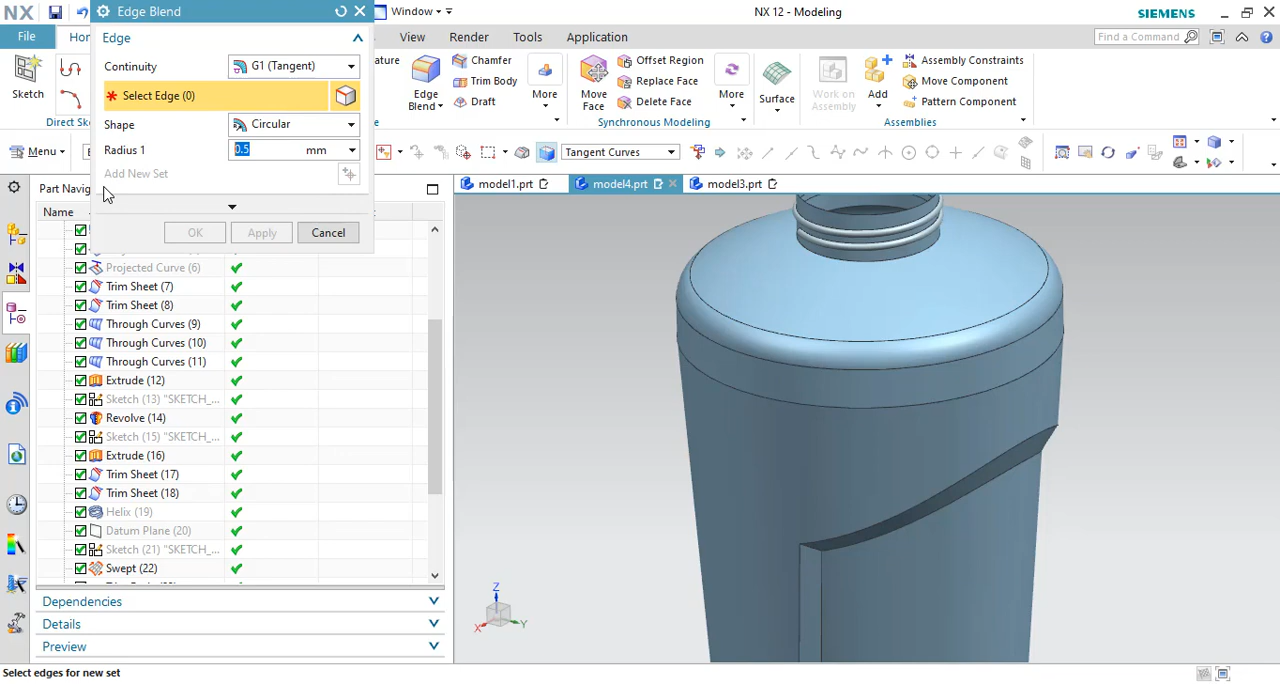 NX
Edge Blend
Window
NX 12 - Modeling
SIEMENS
File
View
Render
Tools
Application
Find a Command
Edge
Continuity
G1 (Tangent)
Select Edge (0)
Shape
Circular
Radius 1
0.5
mm
Add New Set
OK
Apply
Cancel
Sketch
Edge
Blend
Chamfer
Trim Body
Draft
More
Move
Face
Offset Region
Replace Face
Delete Face
More
Synchronous Modeling
Surface
Work on
Assembly
Add
Assembly Constraints
Move Component
Pattern Component
Assemblies
Menu
Tangent Curves
model1.prt
model4.prt
model3.prt
Name
Projected Curve (6)
Trim Sheet (7)
Trim Sheet (8)
Through Curves (9)
Through Curves (10)
Through Curves (11)
Extrude (12)
Sketch (13) "SKETCH_...
Revolve (14)
Sketch (15) "SKETCH_...
Extrude (16)
Trim Sheet (17)
Trim Sheet (18)
Helix (19)
Datum Plane (20)
Sketch (21) "SKETCH_...
Swept (22)
Dependencies
Details
Preview
Z
X
Y
Select edges for new set